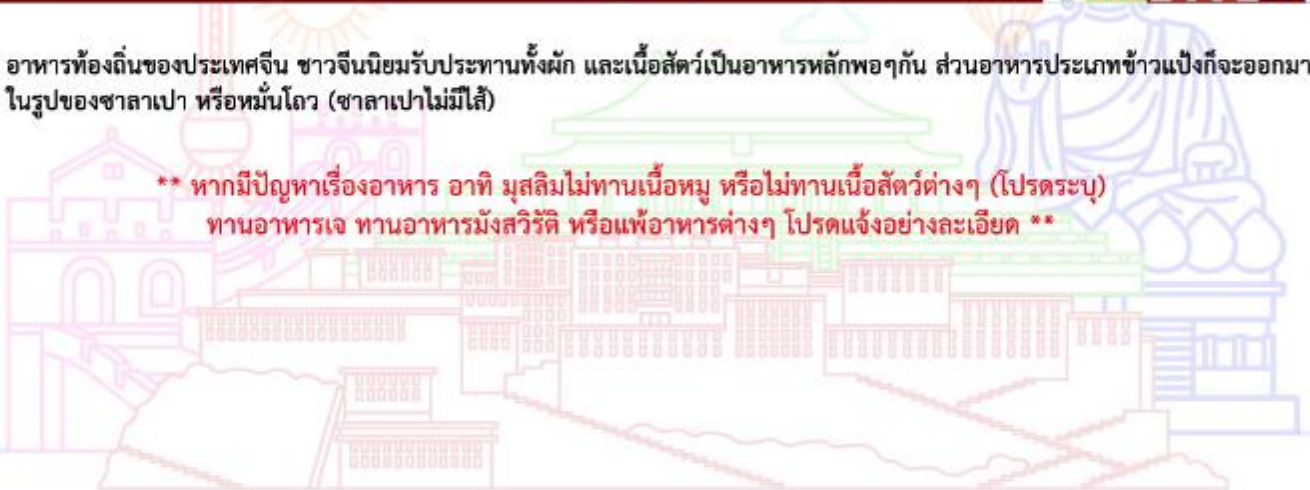 อาหารท้องถิ่นของประเทศจีน ชาวจีนนิยมรับประทานทั้งผัก และเนื้อสัตว์เป็นอาหารหลักพอๆกัน ส่วนอาหารประเภทข้าวแป้งก็จะออกมา
ในรูปของซาลาเปา หรือหมั่นโถว (ซาลาเปาไม่มีไส้)
** หากมีปัญหาเรื่องอาหาร อาทิ มุสลิมไม่ทานเนื้อหมู หรือไม่ทานเนื้อสัตว์ต่างๆ (โปรดระบุ)
ทานอาหารเจ ทานอาหารมังสวิรัติ หรือแพ้อาหารต่างๆ โปรดแจ้งอย่างละเอียด **